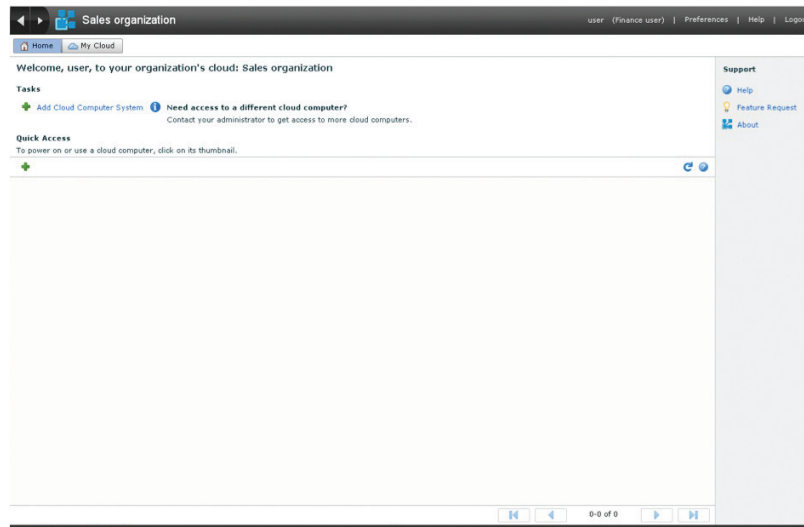 Sales organization
user (Finance user) | Preferences | Help | Logou
Home
My Cloud
Welcome, user, to your organization's cloud: Sales organization
Tasks
Add Cloud Computer System
Need access to a different cloud computer?
Contact your administrator to get access to more cloud computers.
Quick Access
To power on or use a cloud computer, click on its thumbnail.
0-0 of 0
Support
Help
Feature Request
About